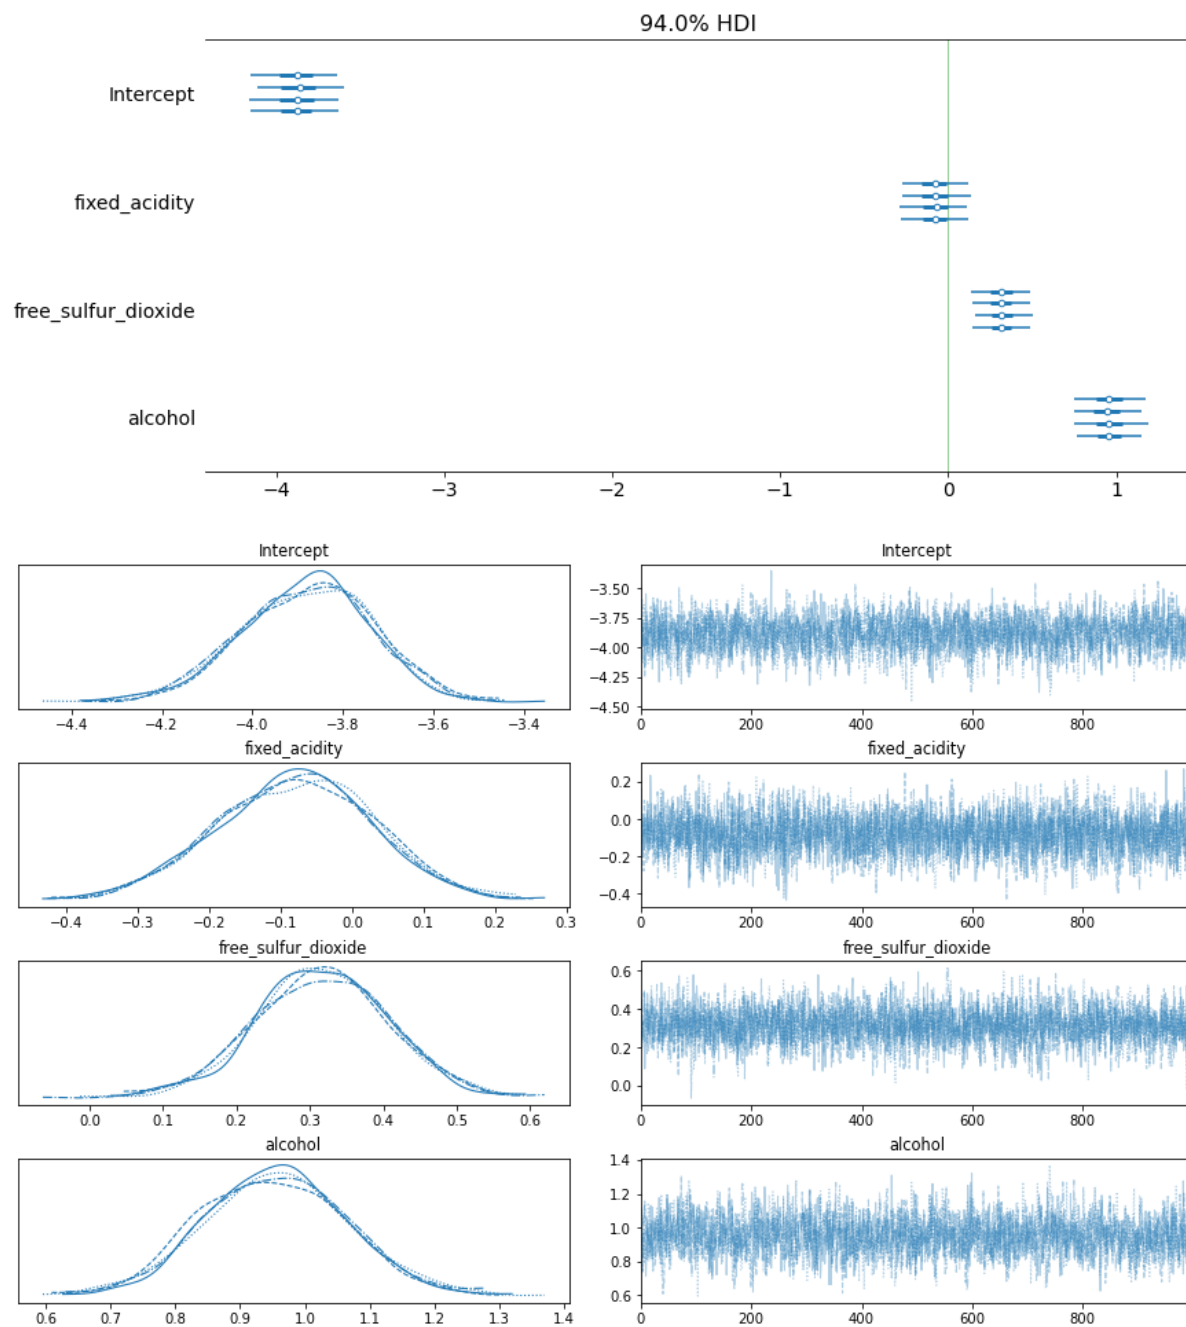 94.0% HDI
Intercept
fixed_acidity
free_sulfur_dioxide
alcohol
−4 −3 −2 −1 0 1
Intercept Intercept
−3.50
−3.75
−4.00
−4.25
−4.50
−4.4 −4.2 −4.0 −3.8 −3.6 −3.4 0 200 400 600 800
fixed_acidity fixed_acidity
0.2
0.0
−0.2
−0.4
−0.4 −0.3 −0.2 −0.1 0.0 0.1 0.2 0.3 0 200 400 600 800
free_sulfur_dioxide free_sulfur_dioxide
0.6
0.4
0.2
0.0
0.0 0.1 0.2 0.3 0.4 0.5 0.6 0 200 400 600 800
alcohol alcohol
1.4
1.2
1.0
0.8
0.6
0.6 0.7 0.8 0.9 1.0 1.1 1.2 1.3 1.4 0 200 400 600 800